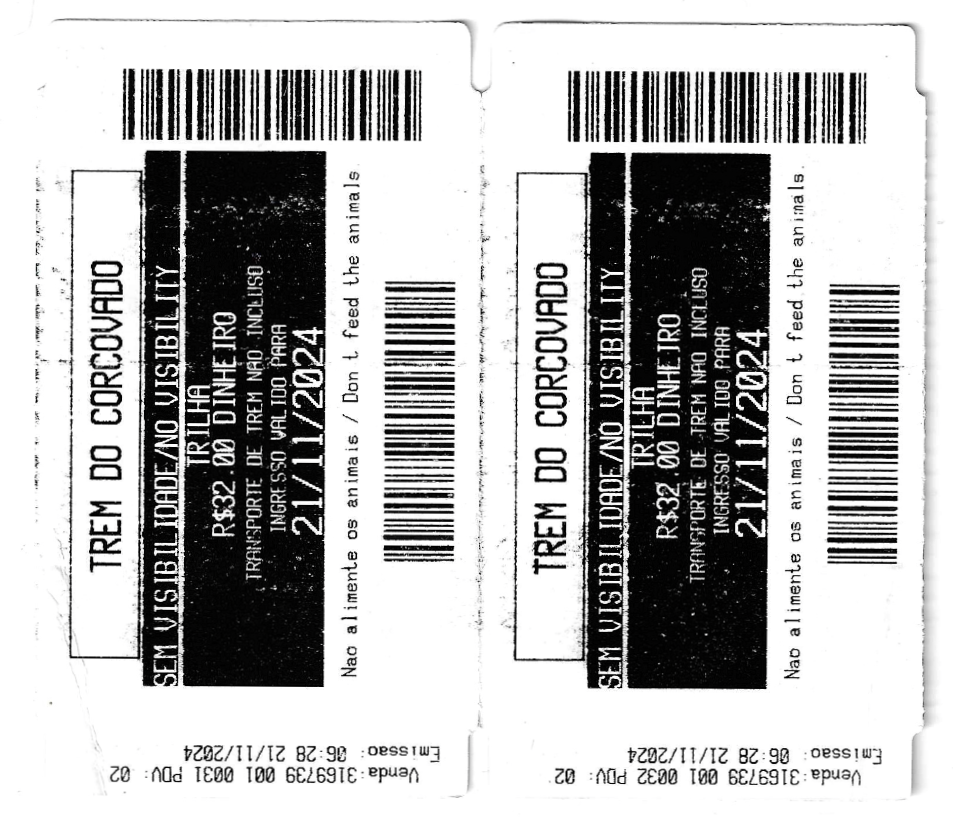 TREM DO CORCOVADO
SEM VISIBILIDADE/NO VISIBILITY
TRILHA
R$32.00 DINHEIRO
TRANSPORTE DE TREM NAO INCLUSO
INGRESSO VALIDO PARA
21/11/2024
Nao alimente os animais / Don t feed the animals.
Emissao: 06:28 21/11/2024
Venda:3169739 001 0031 PDV: 02
TREM DO CORCOVADO
SEM VISIBILIDADE/NO VISIBILITY
TRILHA
R$32.00 DINHEIRO
TRANSPORTE DE TREM NAO INCLUSO
INGRESSO VALIDO PARA
21/11/2024
Nao alimente os animais / Don t feed the animals.
Emissao: 06:28 21/11/2024
Venda:3169739 001 0032 PDV: 02